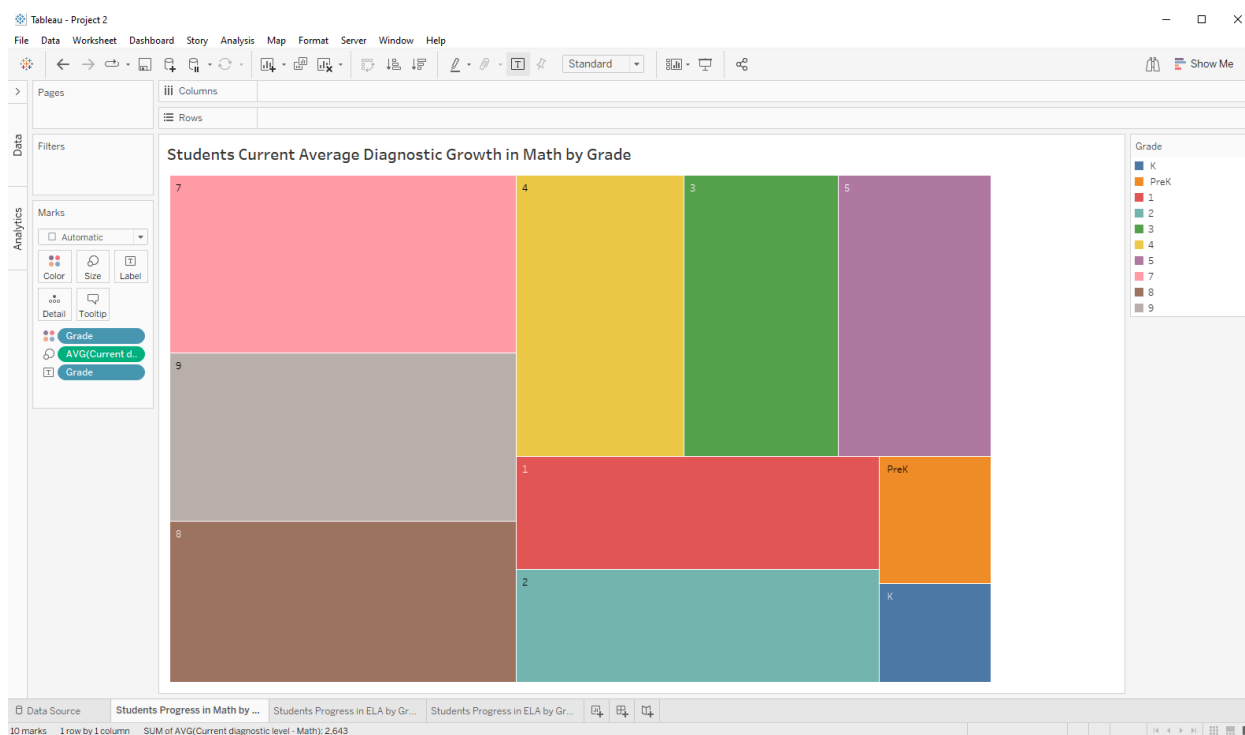 Tableau - Project 2
File Data Worksheet Dashboard Story Analysis Map Format Server Window Help
Standard
Show Me
Pages
Columns
Rows
Data
Analytics
Filters
Marks
Automatic
Color Size Label
Detail Tooltip
Grade
AVG(Current d..
Grade
Students Current Average Diagnostic Growth in Math by Grade
7
4
3
5
9
1
PreK
8
2
K
Grade
K
PreK
1
2
3
4
5
7
8
9
Data Source Students Progress in Math by ... Students Progress in ELA by Gr... Students Progress in ELA by Gr...
10 marks 1 row by 1 column SUM of AVG(Current diagnostic level - Math): 2,643